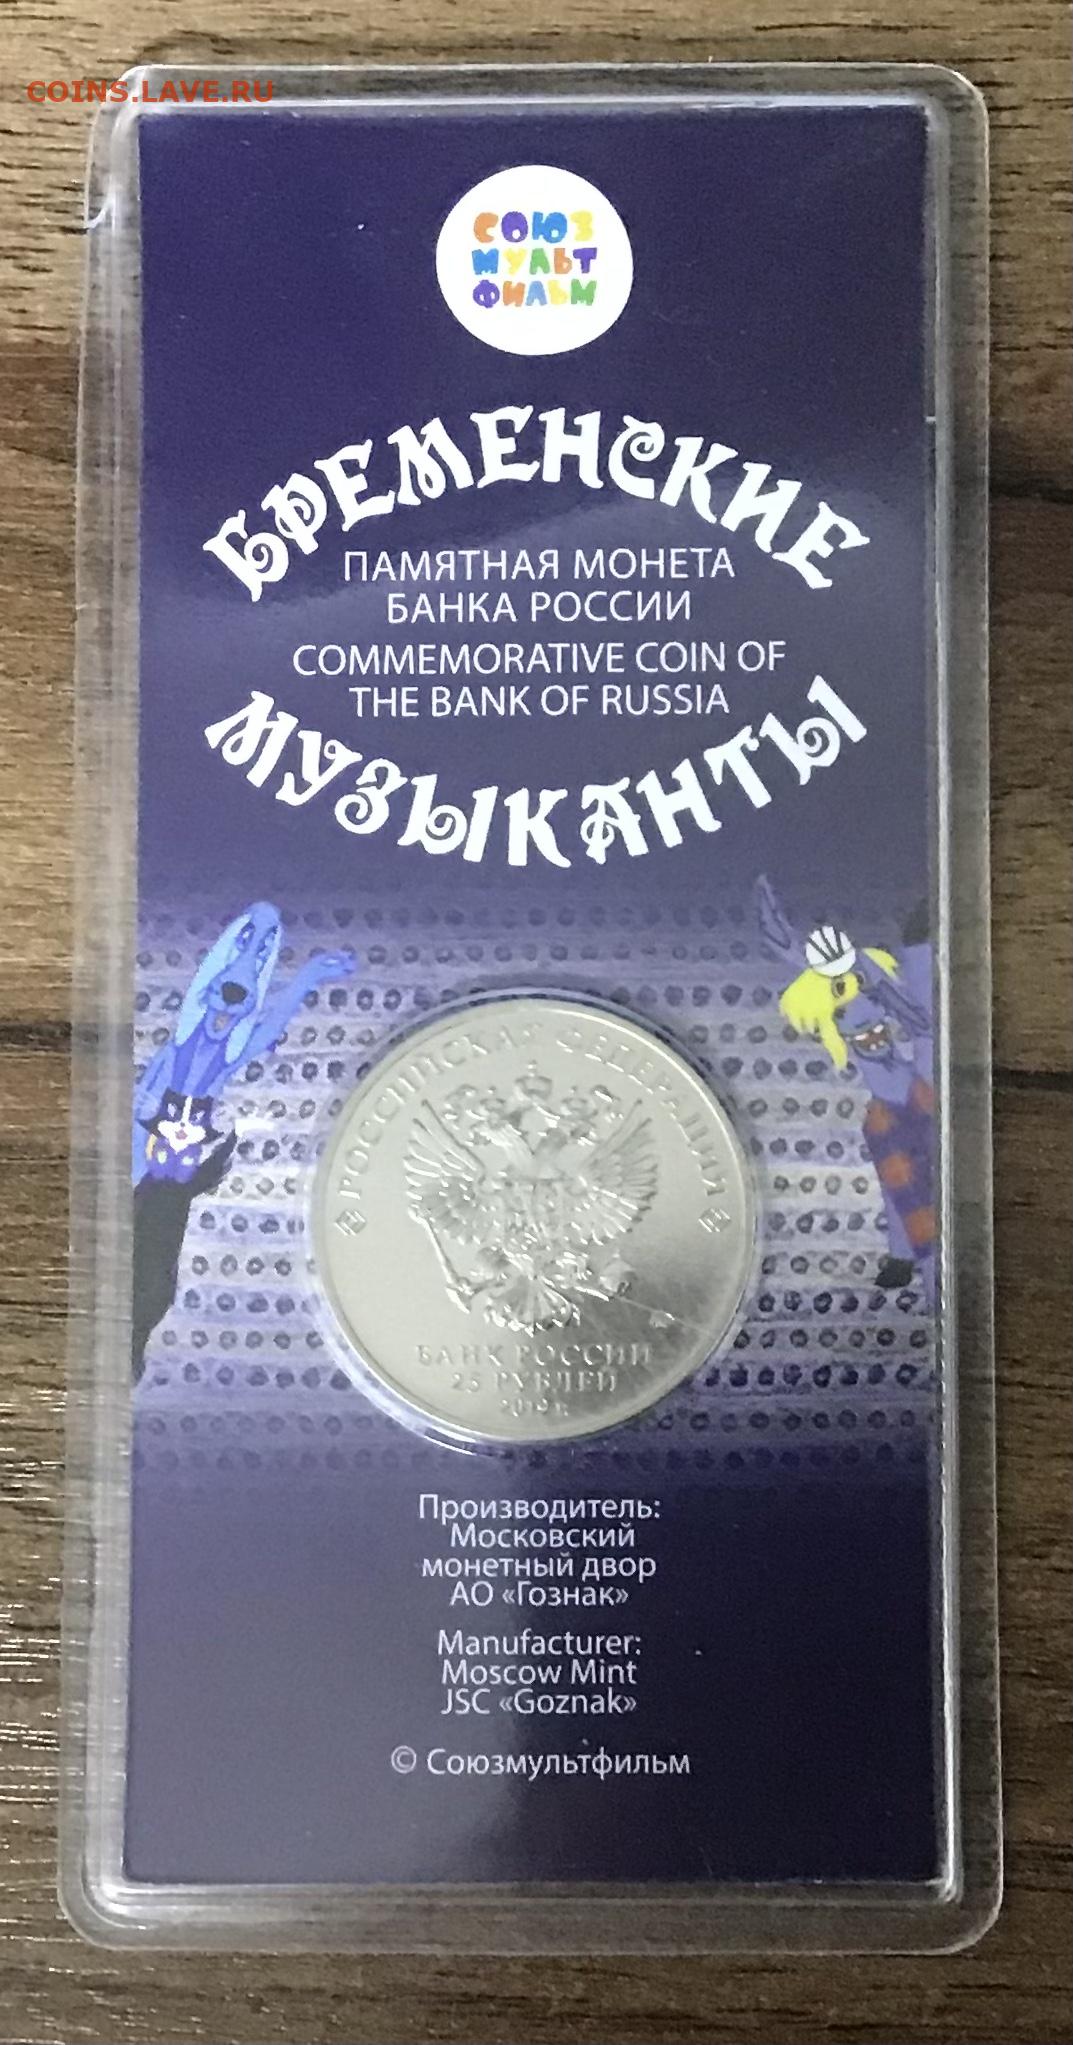 COINS.LAVE.RU
СОЮЗ
МУЛЬТ
ФИЛЬМ
БРЕМЕНСКИЕ
ПАМЯТНАЯ МОНЕТА
БАНКА РОССИИ
COMMEMORATIVE COIN OF
THE BANK OF RUSSIA
МУЗЫКАНТЫ
РОССИЙСКАЯ ФЕДЕРАЦИЯ
БАНК РОССИИ
25 РУБЛЕЙ
2019 г.
Производитель:
Московский
монетный двор
АО «Гознак»
Manufacturer:
Moscow Mint
JSC «Goznak»
© Союзмультфильм